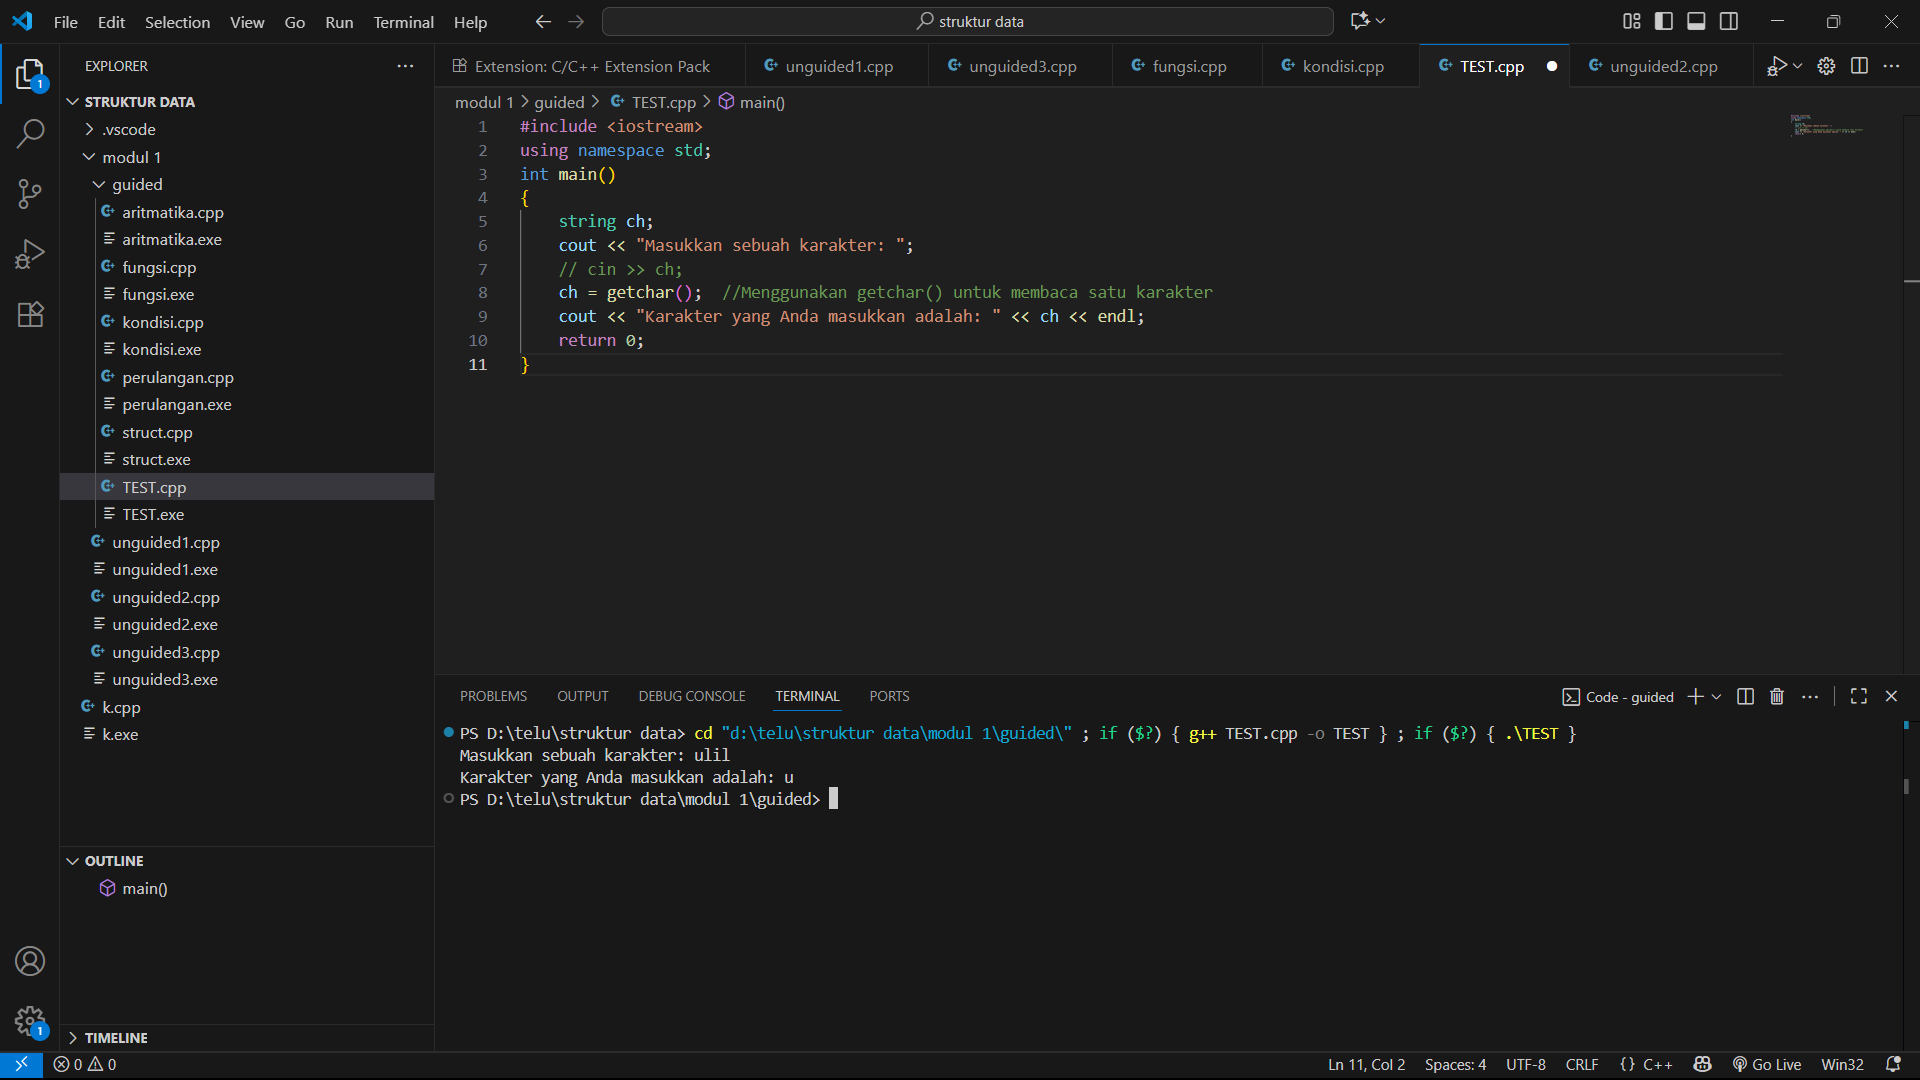 File Edit Selection View Go Run Terminal Help struktur data
EXPLORER
STRUKTUR DATA
.vscode
modul 1
guided
aritmatika.cpp
aritmatika.exe
fungsi.cpp
fungsi.exe
kondisi.cpp
kondisi.exe
perulangan.cpp
perulangan.exe
struct.cpp
struct.exe
TEST.cpp
TEST.exe
unguided1.cpp
unguided1.exe
unguided2.cpp
unguided2.exe
unguided3.cpp
unguided3.exe
k.cpp
k.exe
OUTLINE
main()
TIMELINE
1
1
Extension: C/C++ Extension Pack unguided1.cpp unguided3.cpp fungsi.cpp kondisi.cpp TEST.cpp unguided2.cpp
modul 1 > guided > TEST.cpp > main()
1 #include <iostream>
2 using namespace std;
3 int main()
4 {
5 string ch;
6 cout << "Masukkan sebuah karakter: ";
7 // cin >> ch;
8 ch = getchar(); //Menggunakan getchar() untuk membaca satu karakter
9 cout << "Karakter yang Anda masukkan adalah: " << ch << endl;
10 return 0;
11 }
PROBLEMS OUTPUT DEBUG CONSOLE TERMINAL PORTS Code - guided
PS D:\telu\struktur data> cd "d:\telu\struktur data\modul 1\guided\" ; if ($?) { g++ TEST.cpp -o TEST } ; if ($?) { .\TEST }
Masukkan sebuah karakter: ulil
Karakter yang Anda masukkan adalah: u
PS D:\telu\struktur data\modul 1\guided>
0 0 Ln 11, Col 2 Spaces: 4 UTF-8 CRLF {} C++ Go Live Win32